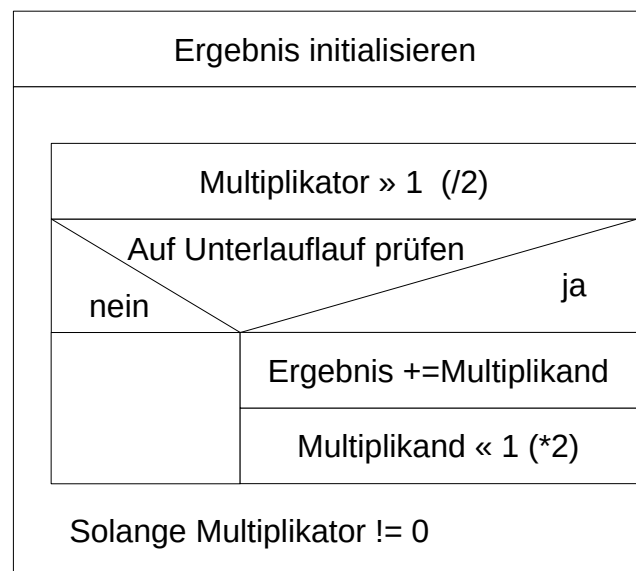 Ergebnis initialisieren
Multiplikator » 1 (/2)
Auf Unterlauflauf prüfen
nein
ja
Ergebnis +=Multiplikand
Multiplikand « 1 (*2)
Solange Multiplikator != 0